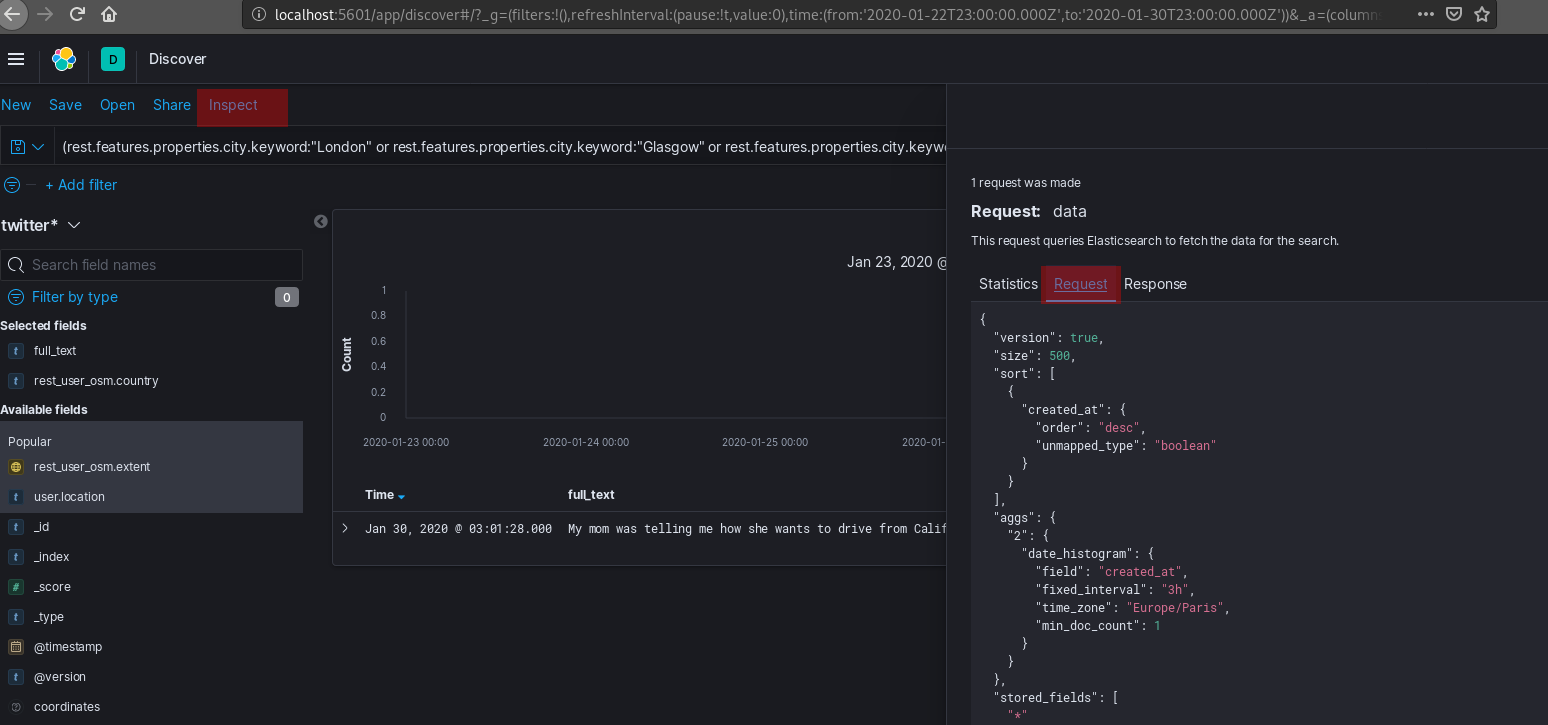 localhost:5601/app/discover#/?_g=(filters:!(),refreshInterval:(pause:!t,value:0),time:(from:'2020-01-22T23:00:00.000Z',to:'2020-01-30T23:00:00.000Z'))&_a=(column
D Discover
New Save Open Share Inspect
(rest.features.properties.city.keyword:"London" or rest.features.properties.city.keyword:"Glasgow" or rest.features.properties.city.keyw
+ Add filter
twitter*
Search field names
Filter by type 0
Selected fields
t full_text
t rest_user_osm.country
Available fields
Popular
rest_user_osm.extent
t user.location
t _id
t _index
# _score
t _type
@timestamp
t @version
? coordinates
Jan 23, 2020 @
Count
1
0.8
0.6
0.4
0.2
0
2020-01-23 00:00 2020-01-24 00:00 2020-01-25 00:00 2020-01-
Time full_text
Jan 30, 2020 @ 03:01:28.000 My mom was telling me how she wants to drive from Calif
1 request was made
Request: data
This request queries Elasticsearch to fetch the data for the search.
Statistics Request Response
{
"version": true,
"size": 500,
"sort": [
{
"created_at": {
"order": "desc",
"unmapped_type": "boolean"
}
}
],
"aggs": {
"2": {
"date_histogram": {
"field": "created_at",
"fixed_interval": "3h",
"time_zone": "Europe/Paris",
"min_doc_count": 1
}
}
},
"stored_fields": [
"*"